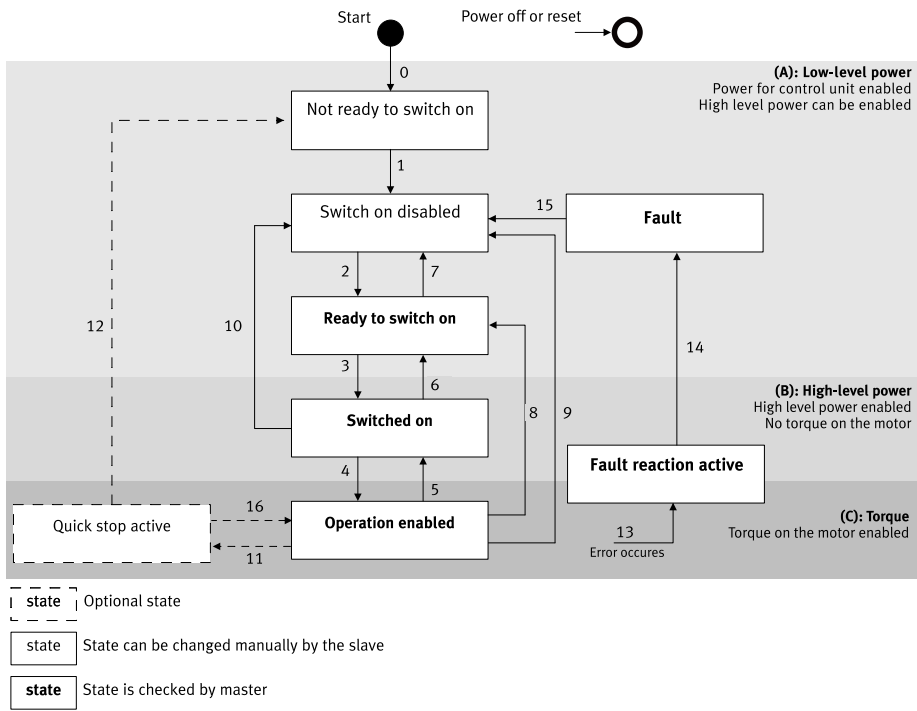 Start
Power off or reset
0
(A): Low-level power
Power for control unit enabled
High level power can be enabled
Not ready to switch on
1
Switch on disabled
15
Fault
2
7
Ready to switch on
12
10
3
6
14
(B): High-level power
High level power enabled
No torque on the motor
Switched on
8
9
4
5
Fault reaction active
Quick stop active
16
11
Operation enabled
13
Error occures
(C): Torque
Torque on the motor enabled
state Optional state
state State can be changed manually by the slave
state State is checked by master